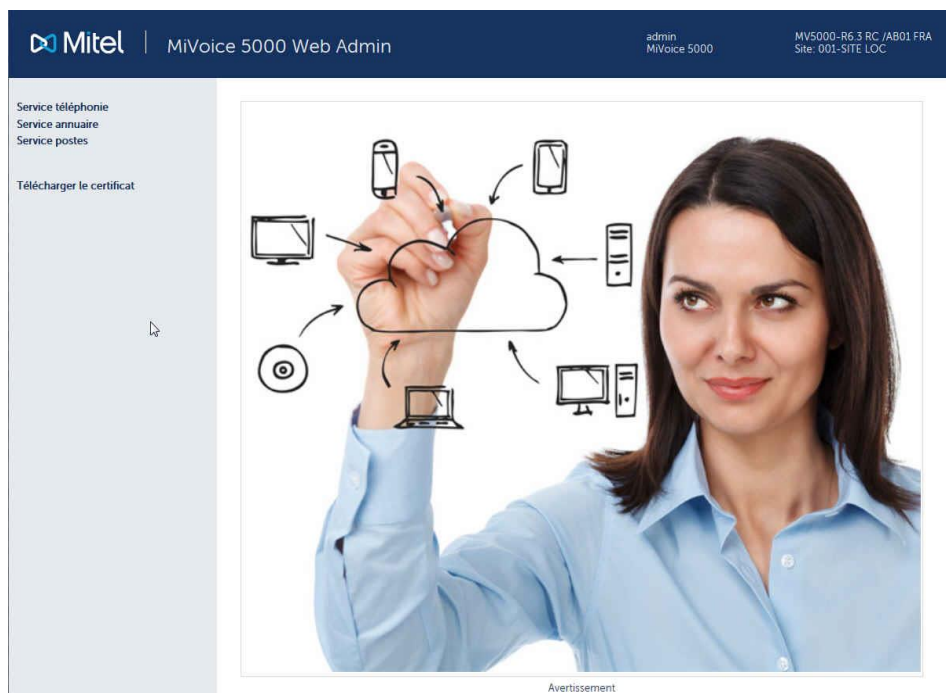 Mitel | MiVoice 5000 Web Admin
admin
MiVoice 5000
MV5000-R6.3 RC /AB01 FRA
Site: 001-SITE LOC
Service téléphonie
Service annuaire
Service postes
Télécharger le certificat
Avertissement